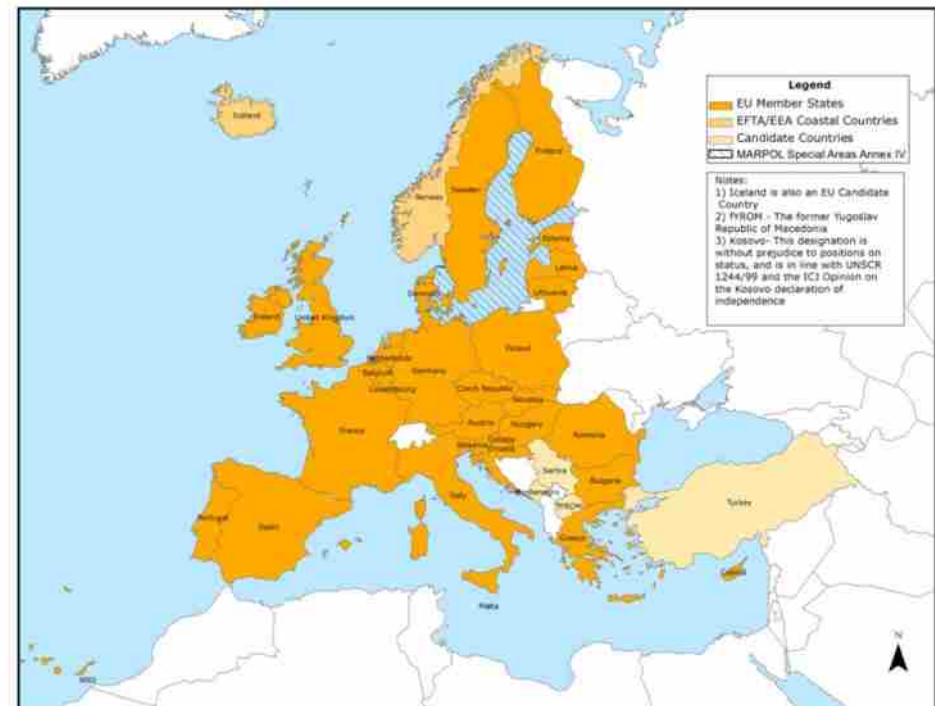 Legend
EU Member States
EFTA/EEA Coastal Countries
Candidate Countries
MARPOL Special Areas Annex IV
Notes:
1) Iceland is also an EU Candidate
Country
2) fYROM - The former Yugoslav
Republic of Macedonia
3) Kosovo- This designation is
without prejudice to positions on
status, and is in line with UNSCR
1244/99 and the ICJ Opinion on
the Kosovo declaration of
independence
Iceland
Finland
Norway
Sweden
Estonia
Latvia
Lithuania
Denmark
Ireland
United Kingdom
Netherlands
Poland
Belgium
Germany
Luxembourg
Czech Republic
Slovakia
France
Austria
Hungary
Slovenia
Croatia
Romania
Serbia
Italy
Montenegro
Bulgaria
fYROM
Turkey
Portugal
Spain
Greece
Cyprus
Malta
N